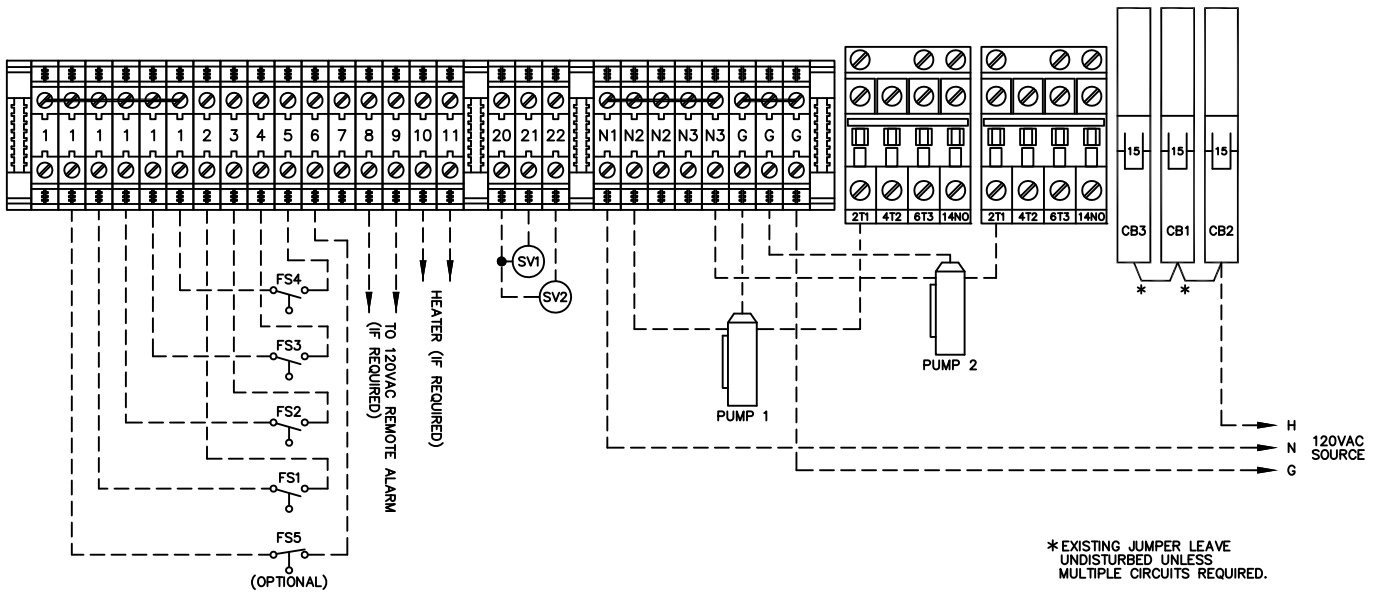 1 1 1 1 1 1 2 3 4 5 6 7 8 9 10 11 20 21 22 N1 N2 N2 N3 N3 G G G
15 15 15
2T1 4T2 6T3 14NO 2T1 4T2 6T3 14NO
CB3 CB1 CB2
SV1
SV2
FS4
FS3
FS2
FS1
FS5
(OPTIONAL)
TO 120VAC REMOTE ALARM
(IF REQUIRED)
HEATER (IF REQUIRED)
PUMP 1
PUMP 2
* *
H
N
G
120VAC
SOURCE
* EXISTING JUMPER LEAVE
UNDISTURBED UNLESS
MULTIPLE CIRCUITS REQUIRED.